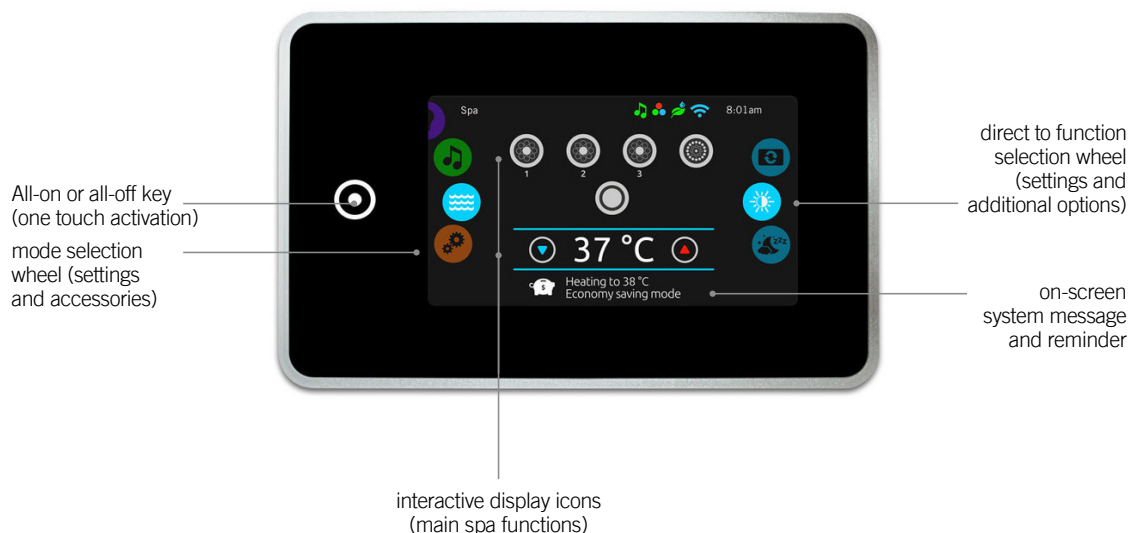 Spa
8:01am
1 2 3
37 °C
$
Heating to 38 °C
Economy saving mode
zzz
All-on or all-off key
(one touch activation)
mode selection
wheel (settings
and accessories)
direct to function
selection wheel
(settings and
additional options)
on-screen
system message
and reminder
interactive display icons
(main spa functions)